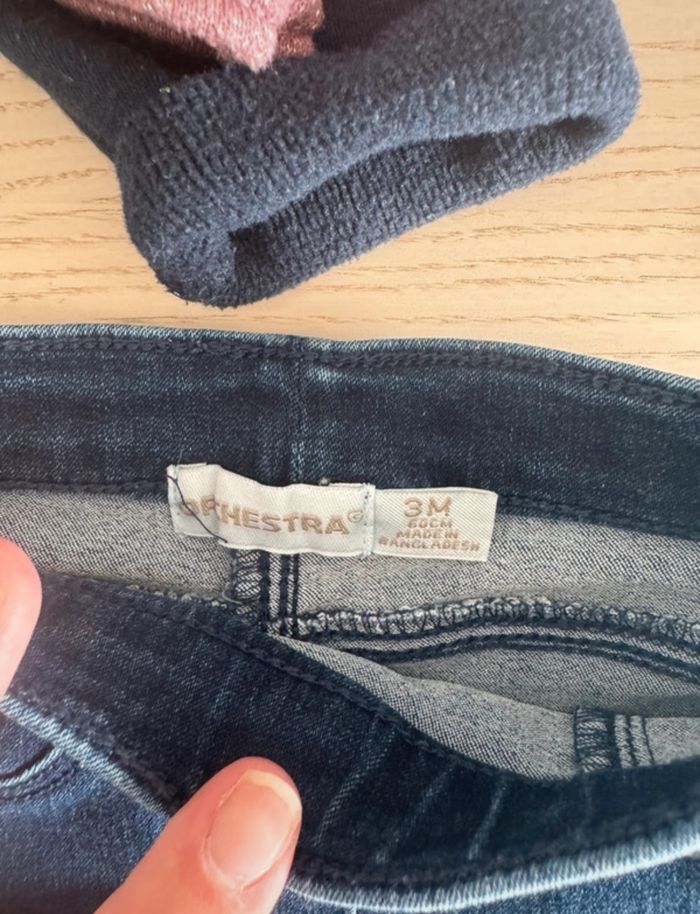 ORCHESTRA®
3M
60CM
MADE IN
BANGLADESH